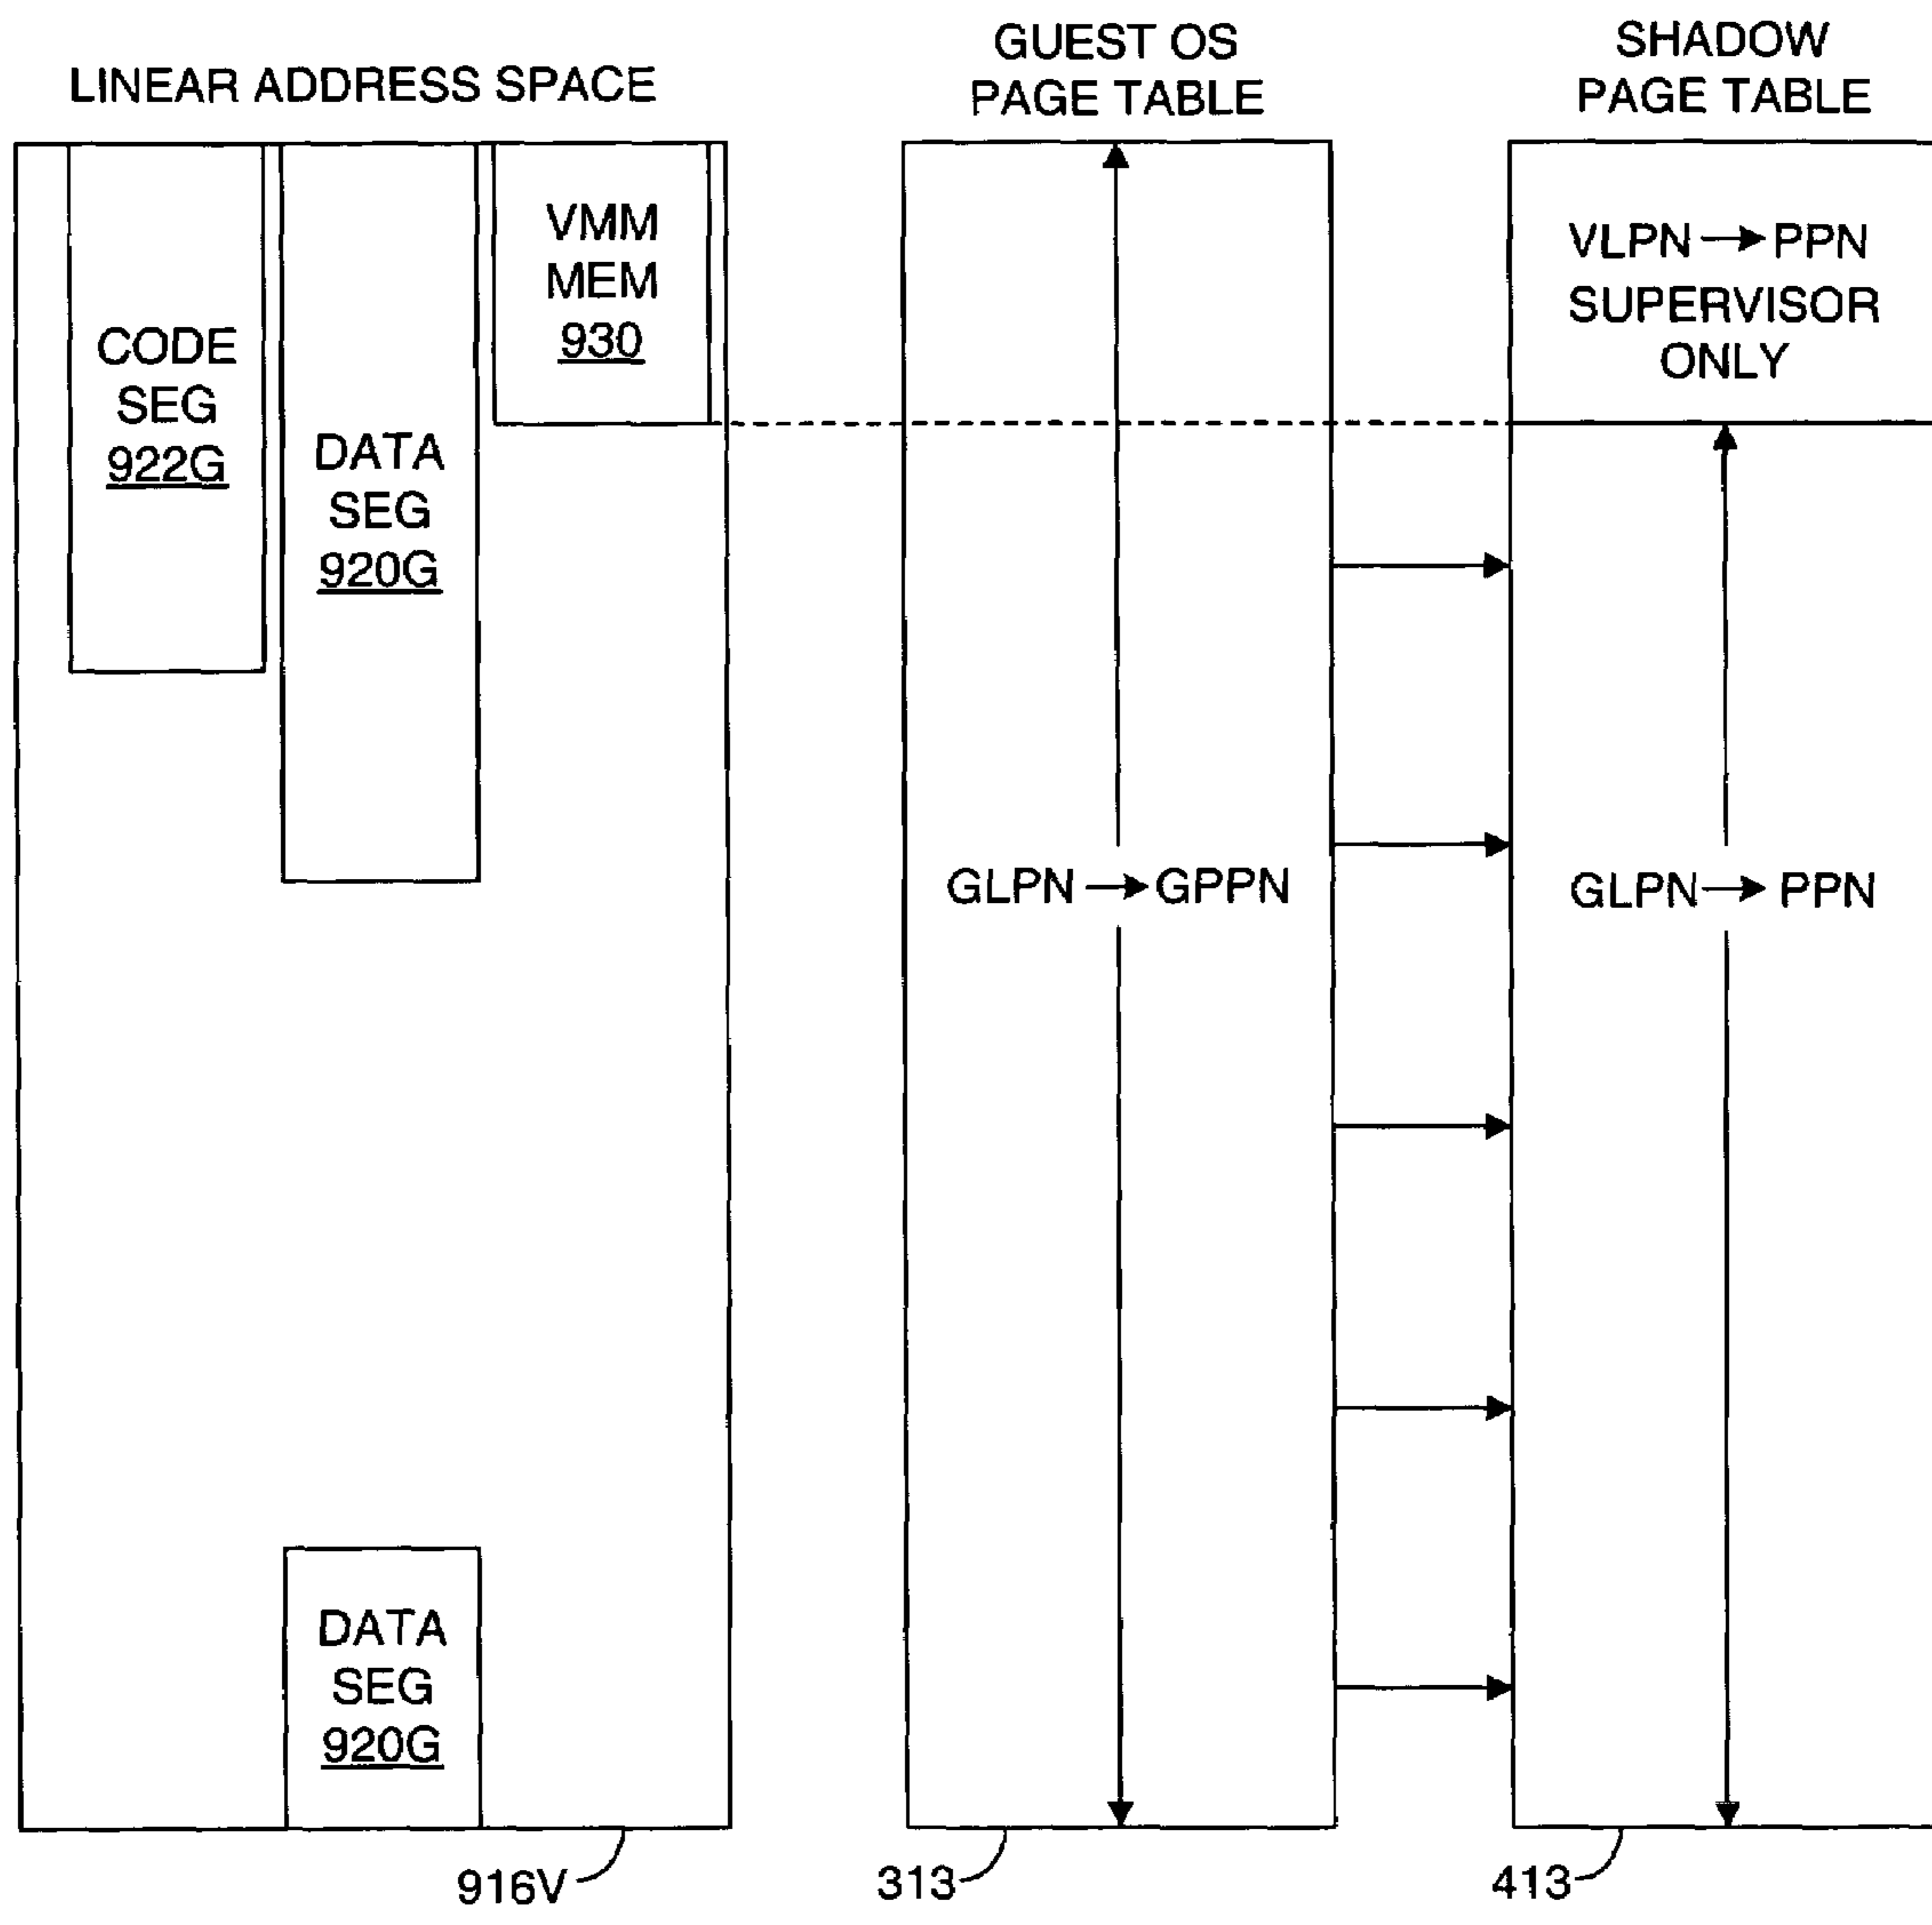 LINEAR ADDRESS SPACE
GUEST OS
PAGE TABLE
SHADOW
PAGE TABLE
CODE
SEG
922G
DATA
SEG
920G
VMM
MEM
930
DATA
SEG
920G
916V
GLPN → GPPN
313
VLPN → PPN
SUPERVISOR
ONLY
GLPN → PPN
413